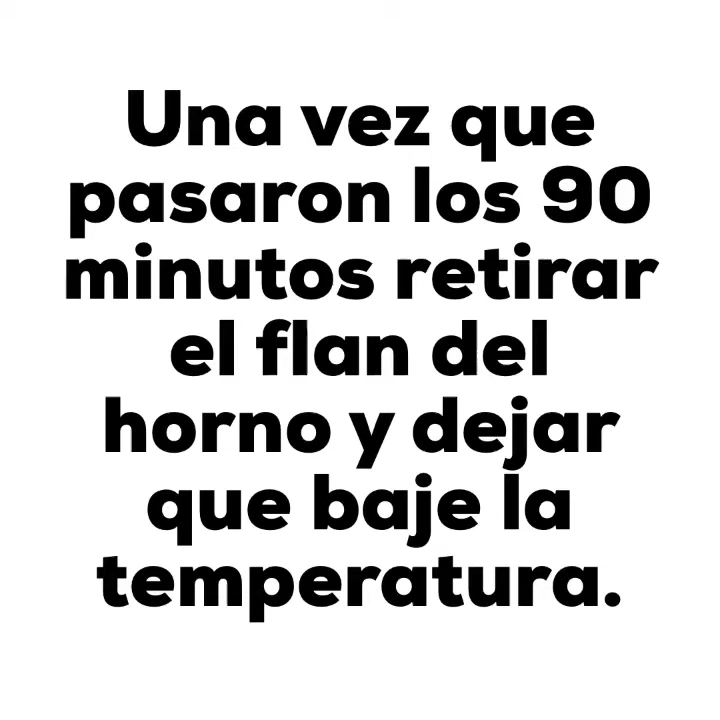 Una vez que
pasaron los 90
minutos retirar
el flan del
horno y dejar
que baje la
temperatura.